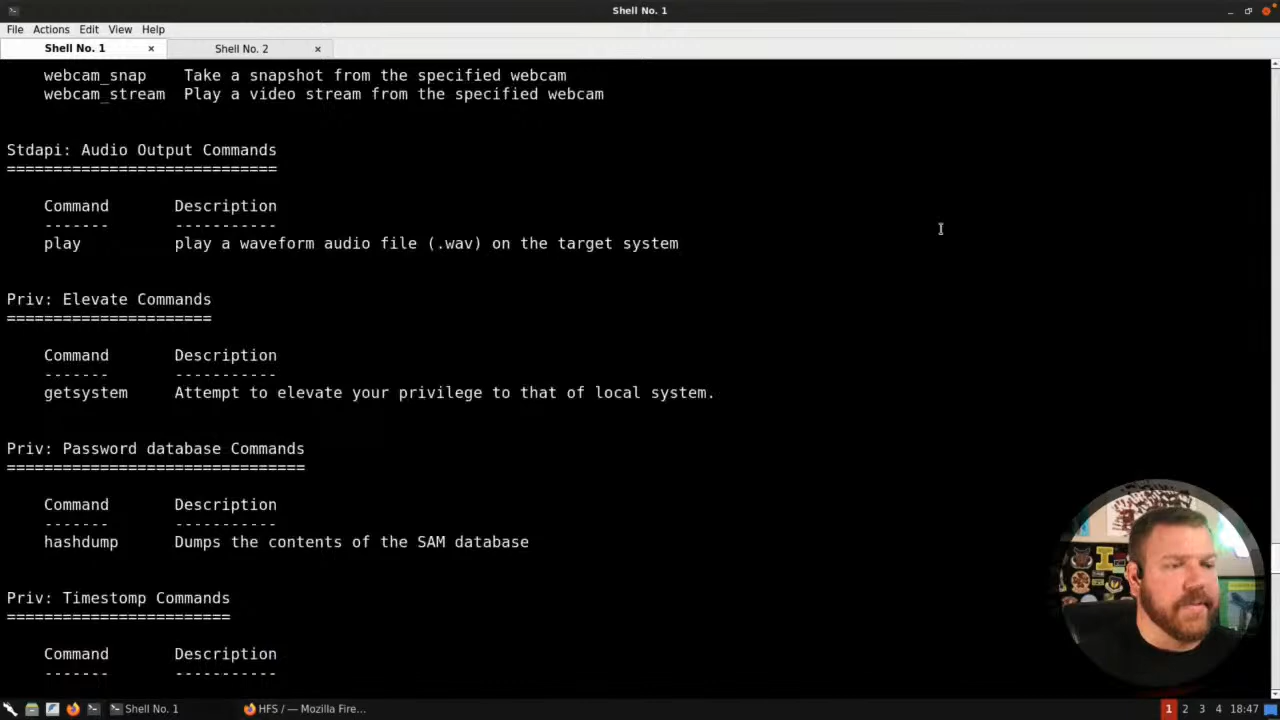 Shell No. 1
File Actions Edit View Help
Shell No. 1 × Shell No. 2 ×
webcam_snap Take a snapshot from the specified webcam
webcam_stream Play a video stream from the specified webcam
Stdapi: Audio Output Commands
=============================
Command Description
------- -----------
play play a waveform audio file (.wav) on the target system
Priv: Elevate Commands
======================
Command Description
------- -----------
getsystem Attempt to elevate your privilege to that of local system.
Priv: Password database Commands
================================
Command Description
------- -----------
hashdump Dumps the contents of the SAM database
Priv: Timestomp Commands
========================
Command Description
------- -----------
Shell No. 1 HFS / — Mozilla Fire... 1 2 3 4 18:47